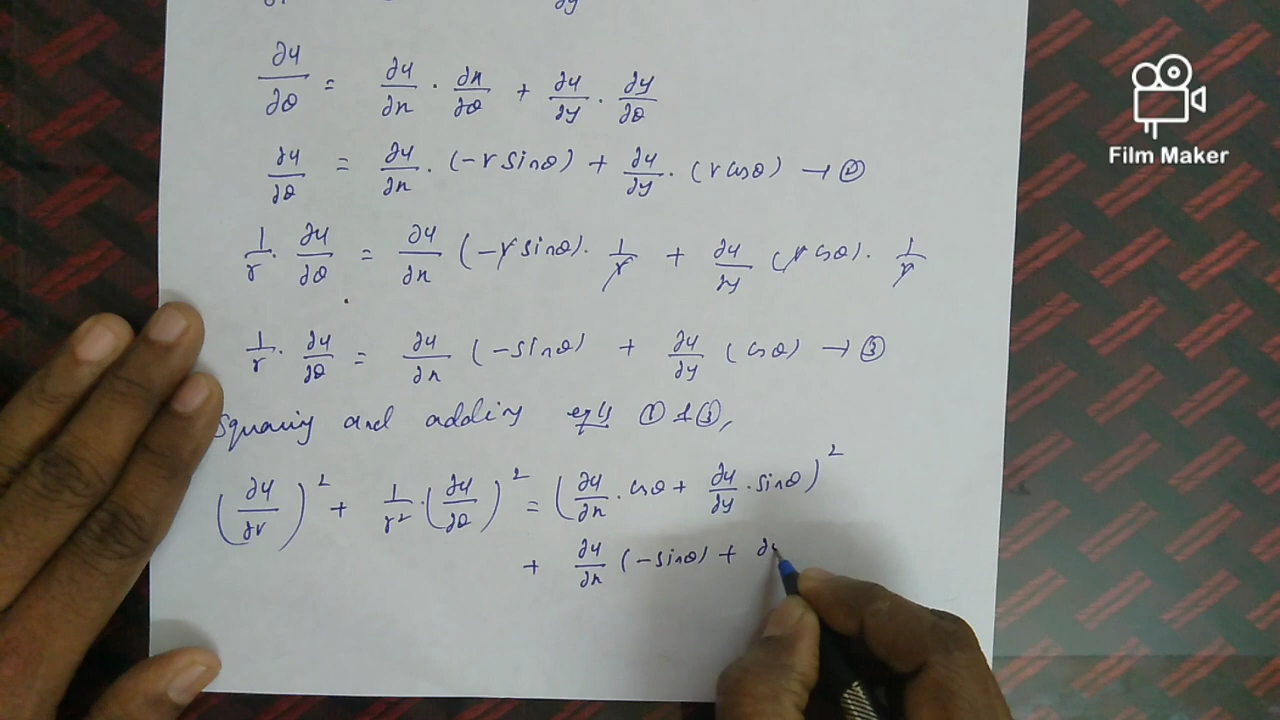 ∂u/∂θ = ∂u/∂x · ∂x/∂θ + ∂u/∂y · ∂y/∂θ
∂u/∂θ = ∂u/∂x · (-r sinθ) + ∂u/∂y · (r cosθ) → ②
1/r · ∂u/∂θ = ∂u/∂x (-r sinθ) · 1/r + ∂u/∂y (r cosθ) · 1/r
1/r · ∂u/∂θ = ∂u/∂x (-sinθ) + ∂u/∂y (cosθ) → ③
Squaring and adding eqn ① & ③,
(∂u/∂r)² + 1/r² · (∂u/∂θ)² = (∂u/∂x · cosθ + ∂u/∂y · sinθ)²
+ ∂u/∂x (-sinθ) + ∂u
Film Maker